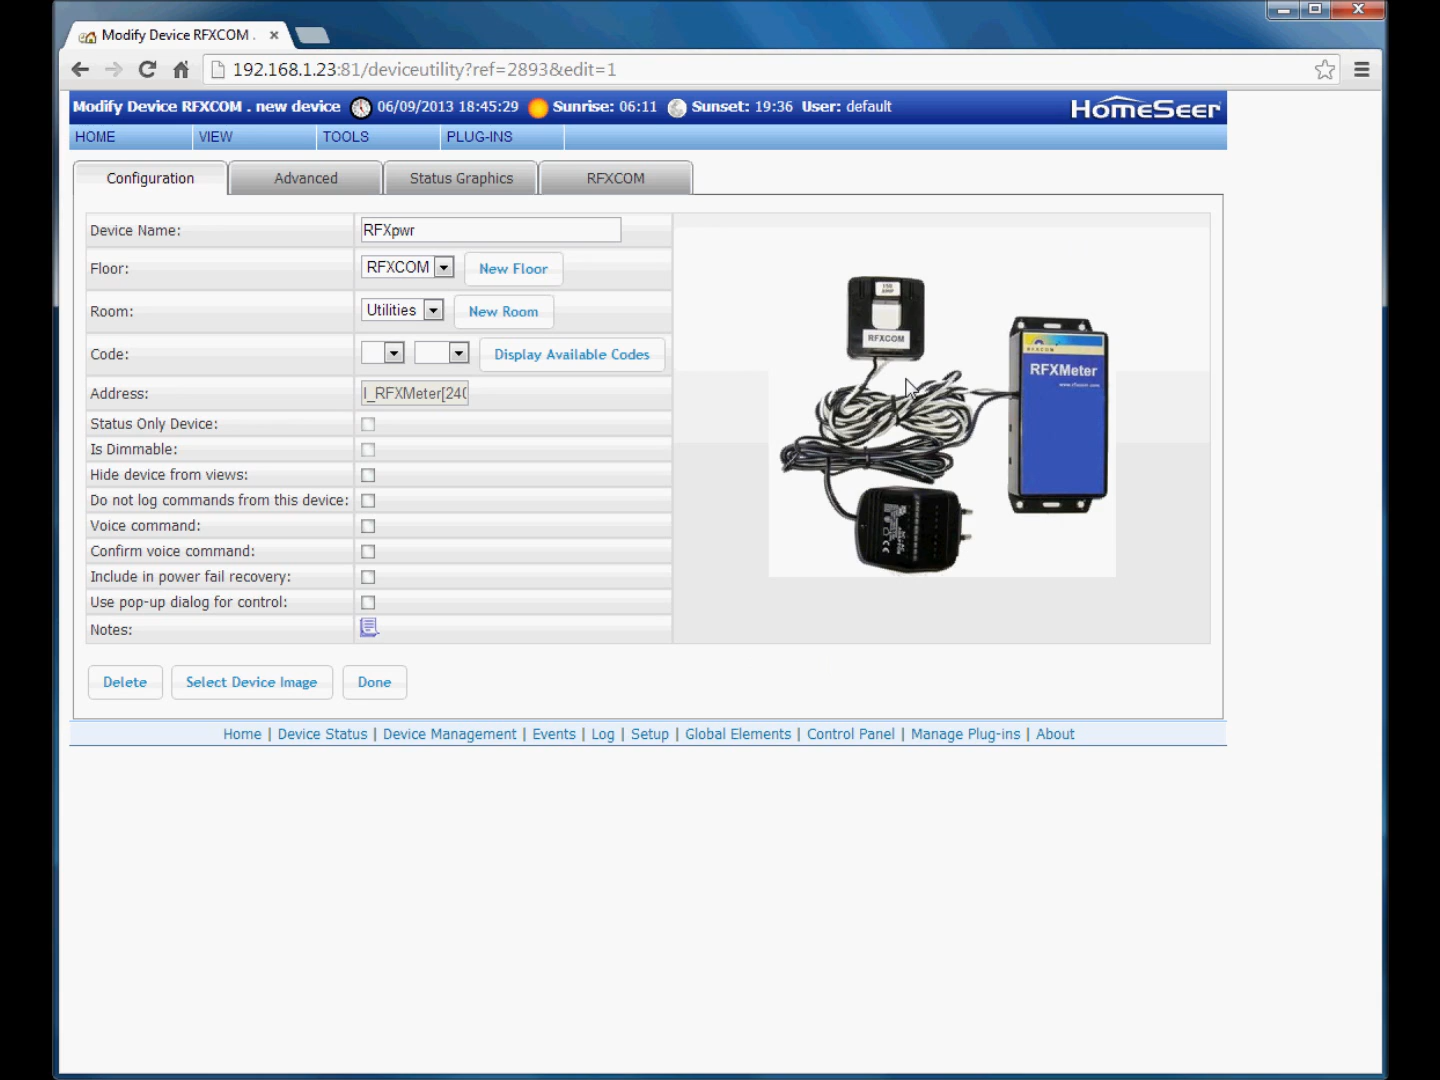 Modify Device RFXCOM .
192.168.1.23:81/deviceutility?ref=2893&edit=1
Modify Device RFXCOM . new device 06/09/2013 18:45:29 Sunrise: 06:11 Sunset: 19:36 User: default HomeSeer
HOME VIEW TOOLS PLUG-INS
Configuration Advanced Status Graphics RFXCOM
Device Name: RFXpwr
Floor: RFXCOM New Floor
Room: Utilities New Room
Code: Display Available Codes
Address: I_RFXMeter[240
Status Only Device:
Is Dimmable:
Hide device from views:
Do not log commands from this device:
Voice command:
Confirm voice command:
Include in power fail recovery:
Use pop-up dialog for control:
Notes:
RFXCOM
RFXMeter
Delete Select Device Image Done
Home | Device Status | Device Management | Events | Log | Setup | Global Elements | Control Panel | Manage Plug-ins | About